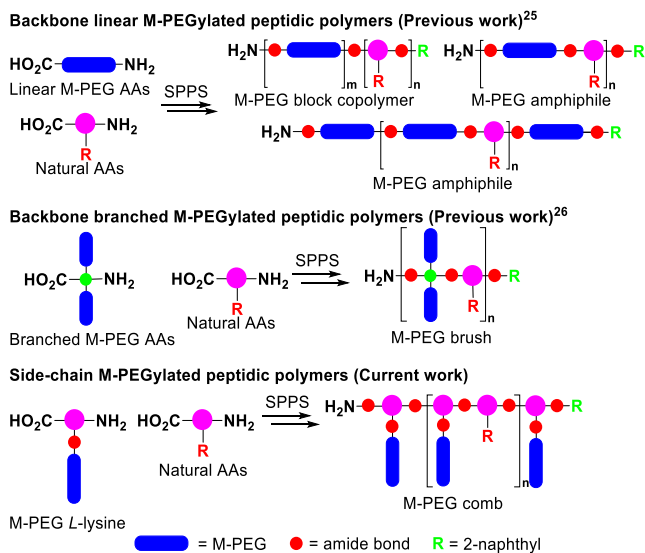 Backbone linear M-PEGylated peptidic polymers (Previous work)25
HO2C NH2
Linear M-PEG AAs
HO2C NH2
R
Natural AAs
SPPS
H2N m R n R
M-PEG block copolymer
H2N R n R
M-PEG amphiphile
H2N R n R
M-PEG amphiphile
Backbone branched M-PEGylated peptidic polymers (Previous work)26
HO2C NH2
Branched M-PEG AAs
HO2C NH2
R
Natural AAs
SPPS
H2N R n R
M-PEG brush
Side-chain M-PEGylated peptidic polymers (Current work)
HO2C NH2
M-PEG L-lysine
HO2C NH2
R
Natural AAs
SPPS
H2N R n R
M-PEG comb
= M-PEG = amide bond R = 2-naphthyl